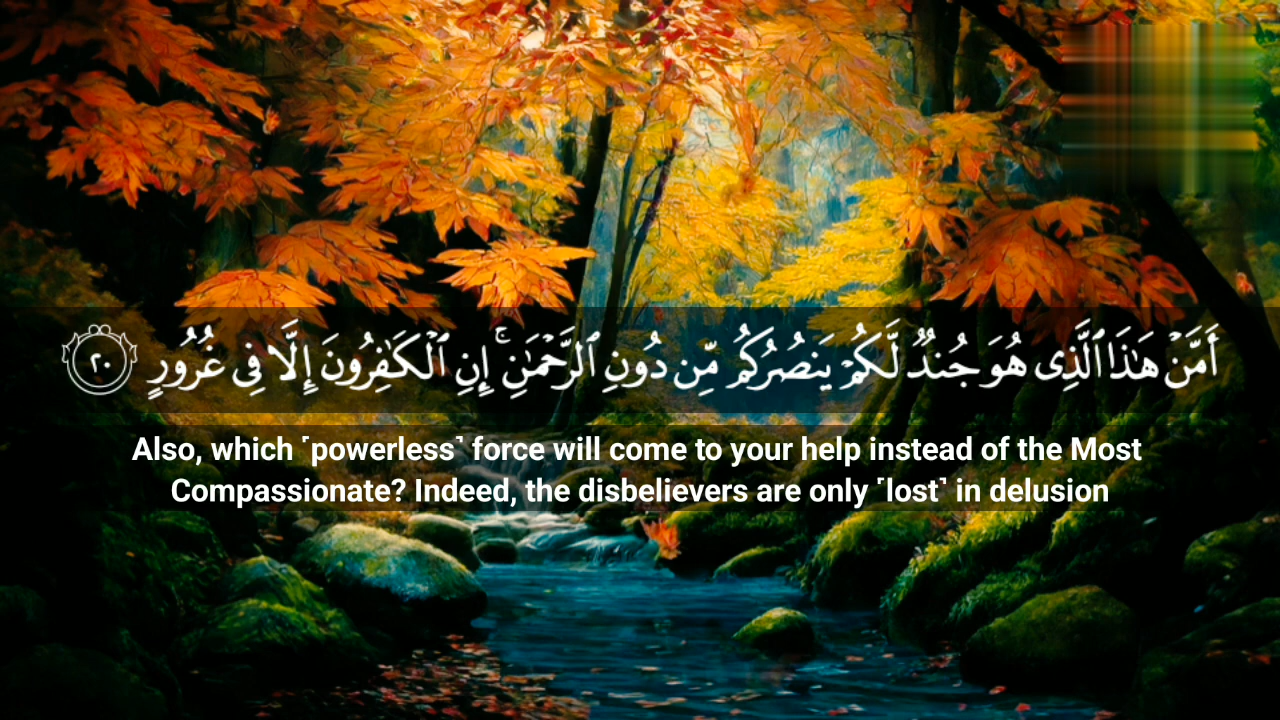 أَمَّنۡ هَٰذَا ٱلَّذِى هُوَ جُندٌ لَّكُمۡ يَنصُرُكُم مِّن دُونِ ٱلرَّحۡمَٰنِۚ إِنِ ٱلۡكَٰفِرُونَ إِلَّا فِى غُرُورٍ ٢٠
Also, which ˹powerless˺ force will come to your help instead of the Most
Compassionate? Indeed, the disbelievers are only ˹lost˺ in delusion